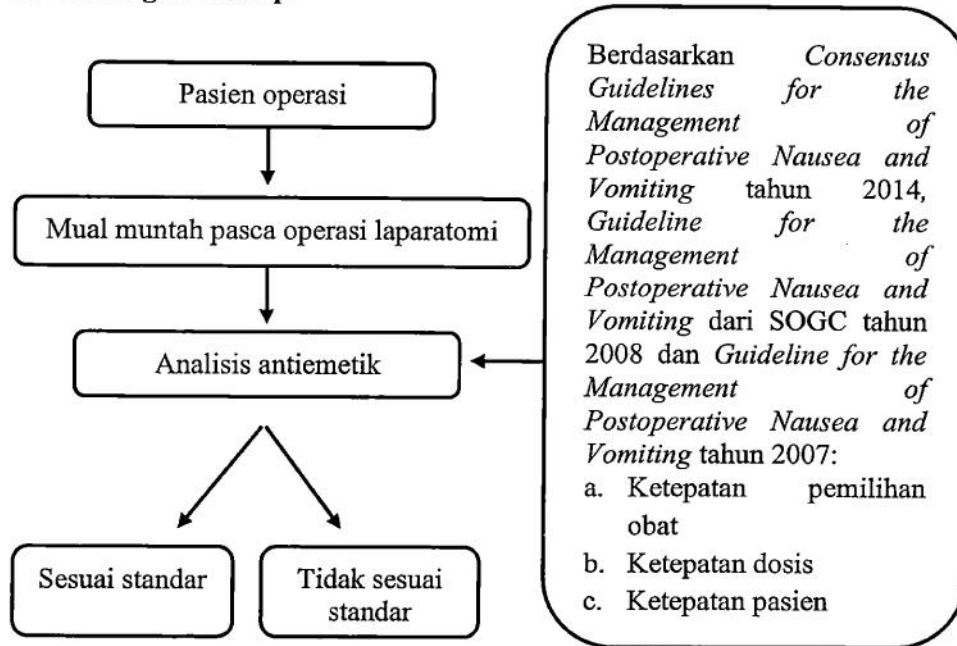 Pasien operasi
Mual muntah pasca operasi laparatomi
Analisis antiemetik
Sesuai standar
Tidak sesuai
standar
Berdasarkan Consensus
Guidelines for the
Management of
Postoperative Nausea and
Vomiting tahun 2014,
Guideline for the
Management of
Postoperative Nausea and
Vomiting dari SOGC tahun
2008 dan Guideline for the
Management of
Postoperative Nausea and
Vomiting tahun 2007:
a. Ketepatan pemilihan
obat
b. Ketepatan dosis
c. Ketepatan pasien